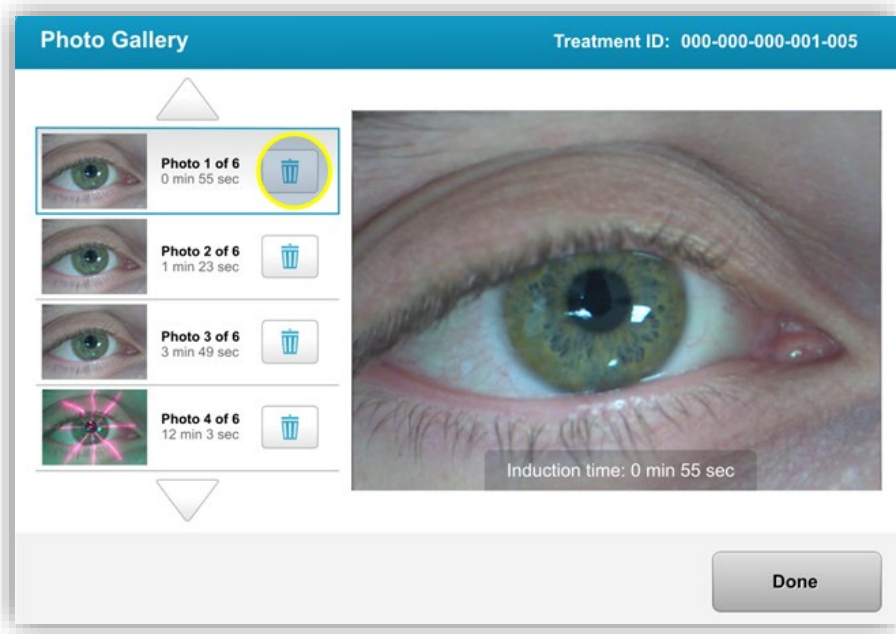 Photo Gallery
Treatment ID: 000-000-000-001-005
Photo 1 of 6
0 min 55 sec
Photo 2 of 6
1 min 23 sec
Photo 3 of 6
3 min 49 sec
Photo 4 of 6
12 min 3 sec
Induction time: 0 min 55 sec
Done